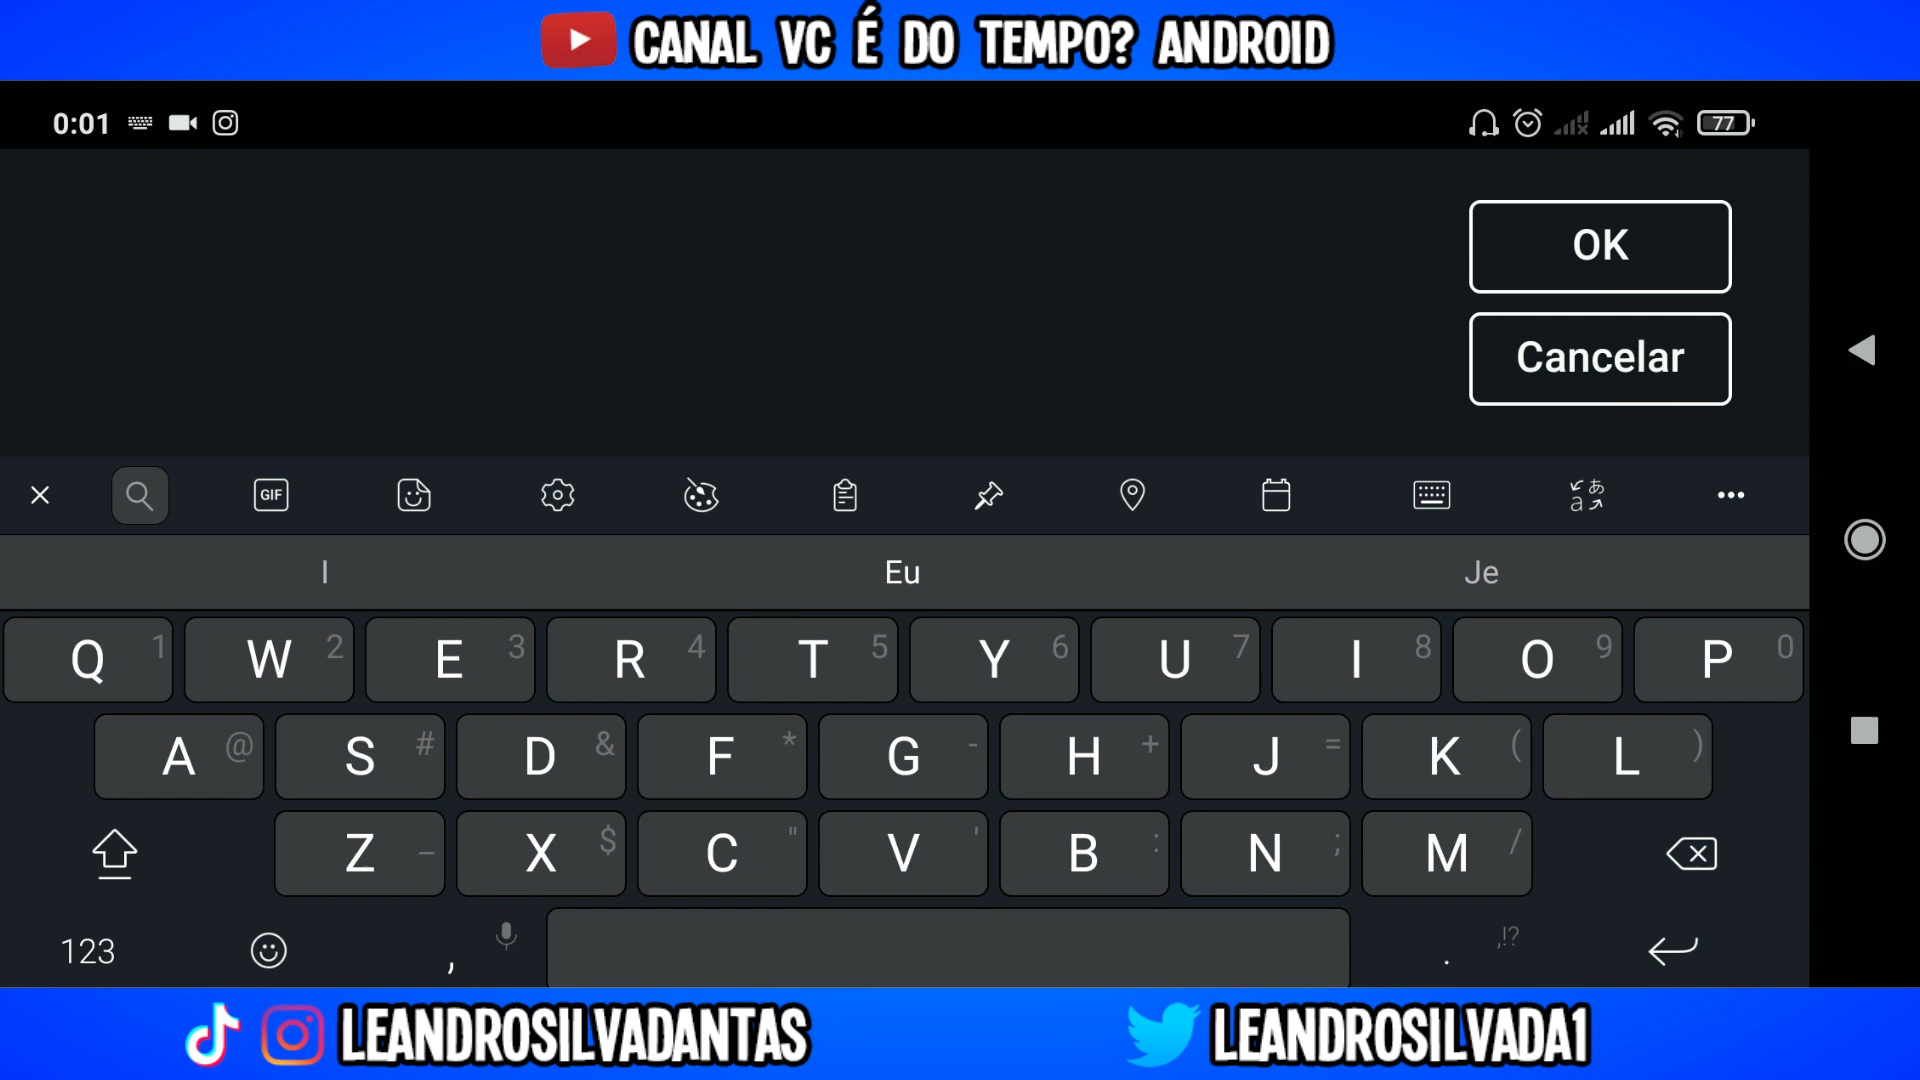 CANAL VC É DO TEMPO? ANDROID
0:01
77
OK
Cancelar
GIF
I Eu Je
Q 1 W 2 E 3 R 4 T 5 Y 6 U 7 I 8 O 9 P 0
A @ S # D & F * G - H + J = K ( L )
Z _ X $ C " V ' B : N ; M /
123 , . ,!?
LEANDROSILVADANTAS LEANDROSILVADA1